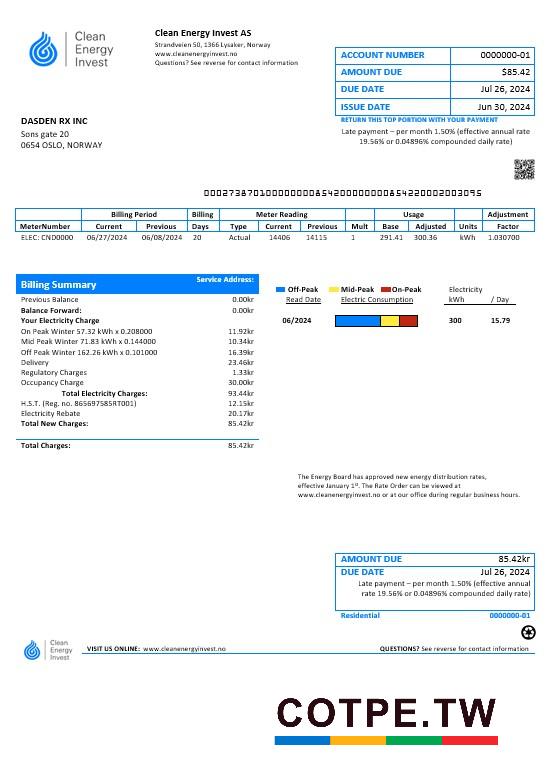 Clean
Energy
Invest
Clean Energy Invest AS
Strandveien 50, 1366 Lysaker, Norway
www.cleanenergyinvest.no
Questions? See reverse for contact information
ACCOUNT NUMBER 0000000-01
AMOUNT DUE $85.42
DUE DATE Jul 26, 2024
ISSUE DATE Jun 30, 2024
RETURN THIS TOP PORTION WITH YOUR PAYMENT
Late payment – per month 1.50% (effective annual rate
19.56% or 0.04896% compounded daily rate)
DASDEN RX INC
Sons gate 20
0654 OSLO, NORWAY
Billing Period Billing Meter Reading Usage Adjustment
MeterNumber Current Previous Days Type Current Previous Mult Base Adjusted Units Factor
ELEC: CND0000 06/27/2024 06/08/2024 20 Actual 14406 14115 1 291.41 300.36 kWh 1.030700
Billing Summary Service Address:
Previous Balance 0.00kr
Balance Forward: 0.00kr
Your Electricity Charge
On Peak Winter 57.32 kWh x 0.208000 11.92kr
Mid Peak Winter 71.83 kWh x 0.144000 10.34kr
Off Peak Winter 162.26 kWh x 0.101000 16.39kr
Delivery 23.46kr
Regulatory Charges 1.33kr
Occupancy Charge 30.00kr
Total Electricity Charges: 93.44kr
H.S.T. (Reg. no. 865697585RT001) 12.15kr
Electricity Rebate 20.17kr
Total New Charges: 85.42kr
Total Charges: 85.42kr
Off-Peak Mid-Peak On-Peak Electricity
Read Date Electric Consumption kWh / Day
06/2024 300 15.79
The Energy Board has approved new energy distribution rates,
effective January 1st. The Rate Order can be viewed at
www.cleanenergyinvest.no or at our office during regular business hours.
AMOUNT DUE 85.42kr
DUE DATE Jul 26, 2024
Late payment – per month 1.50% (effective annual
rate 19.56% or 0.04896% compounded daily rate)
Residential 0000000-01
Clean
Energy
Invest
VISIT US ONLINE: www.cleanenergyinvest.no QUESTIONS? See reverse for contact information
COTPE.TW